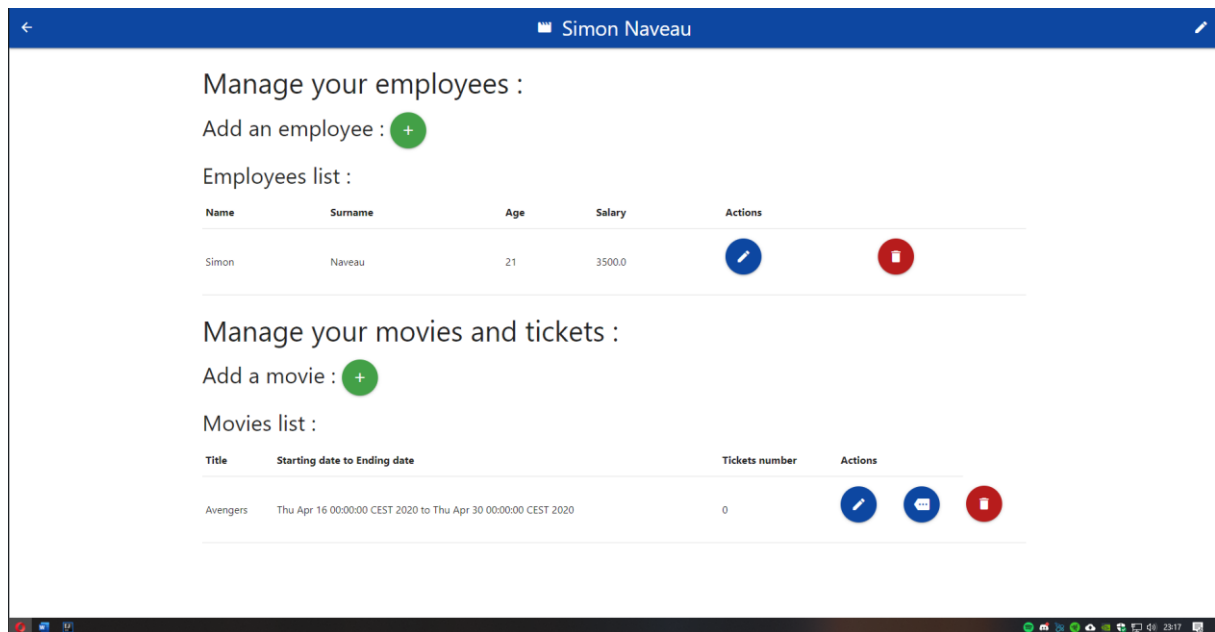 Simon Naveau
Manage your employees :
Add an employee : +
Employees list :
Name Surname Age Salary Actions
Simon Naveau 21 3500.0
Manage your movies and tickets :
Add a movie : +
Movies list :
Title Starting date to Ending date Tickets number Actions
Avengers Thu Apr 16 00:00:00 CEST 2020 to Thu Apr 30 00:00:00 CEST 2020 0
23:17